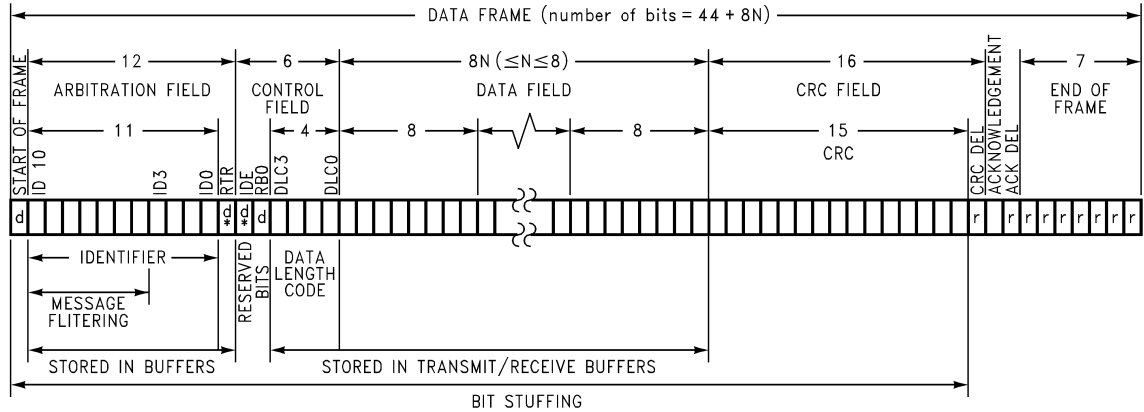 DATA FRAME (number of bits = 44 + 8N)
12
6
8N (≤N≤8)
16
7
ARBITRATION FIELD
CONTROL
FIELD
DATA FIELD
CRC FIELD
END OF
FRAME
11
4
8
8
15
CRC
START OF FRAME
ID 10
ID3
ID0
RTR
IDE
RB0
DLC3
DLC0
CRC DEL
ACKNOWLEDGEMENT
ACK DEL
d
d
*
d
*
d
r
r
r
r
r
r
r
r
r
IDENTIFIER
RESERVED
BITS
DATA
LENGTH
CODE
MESSAGE
FLITERING
STORED IN BUFFERS
STORED IN TRANSMIT/RECEIVE BUFFERS
BIT STUFFING